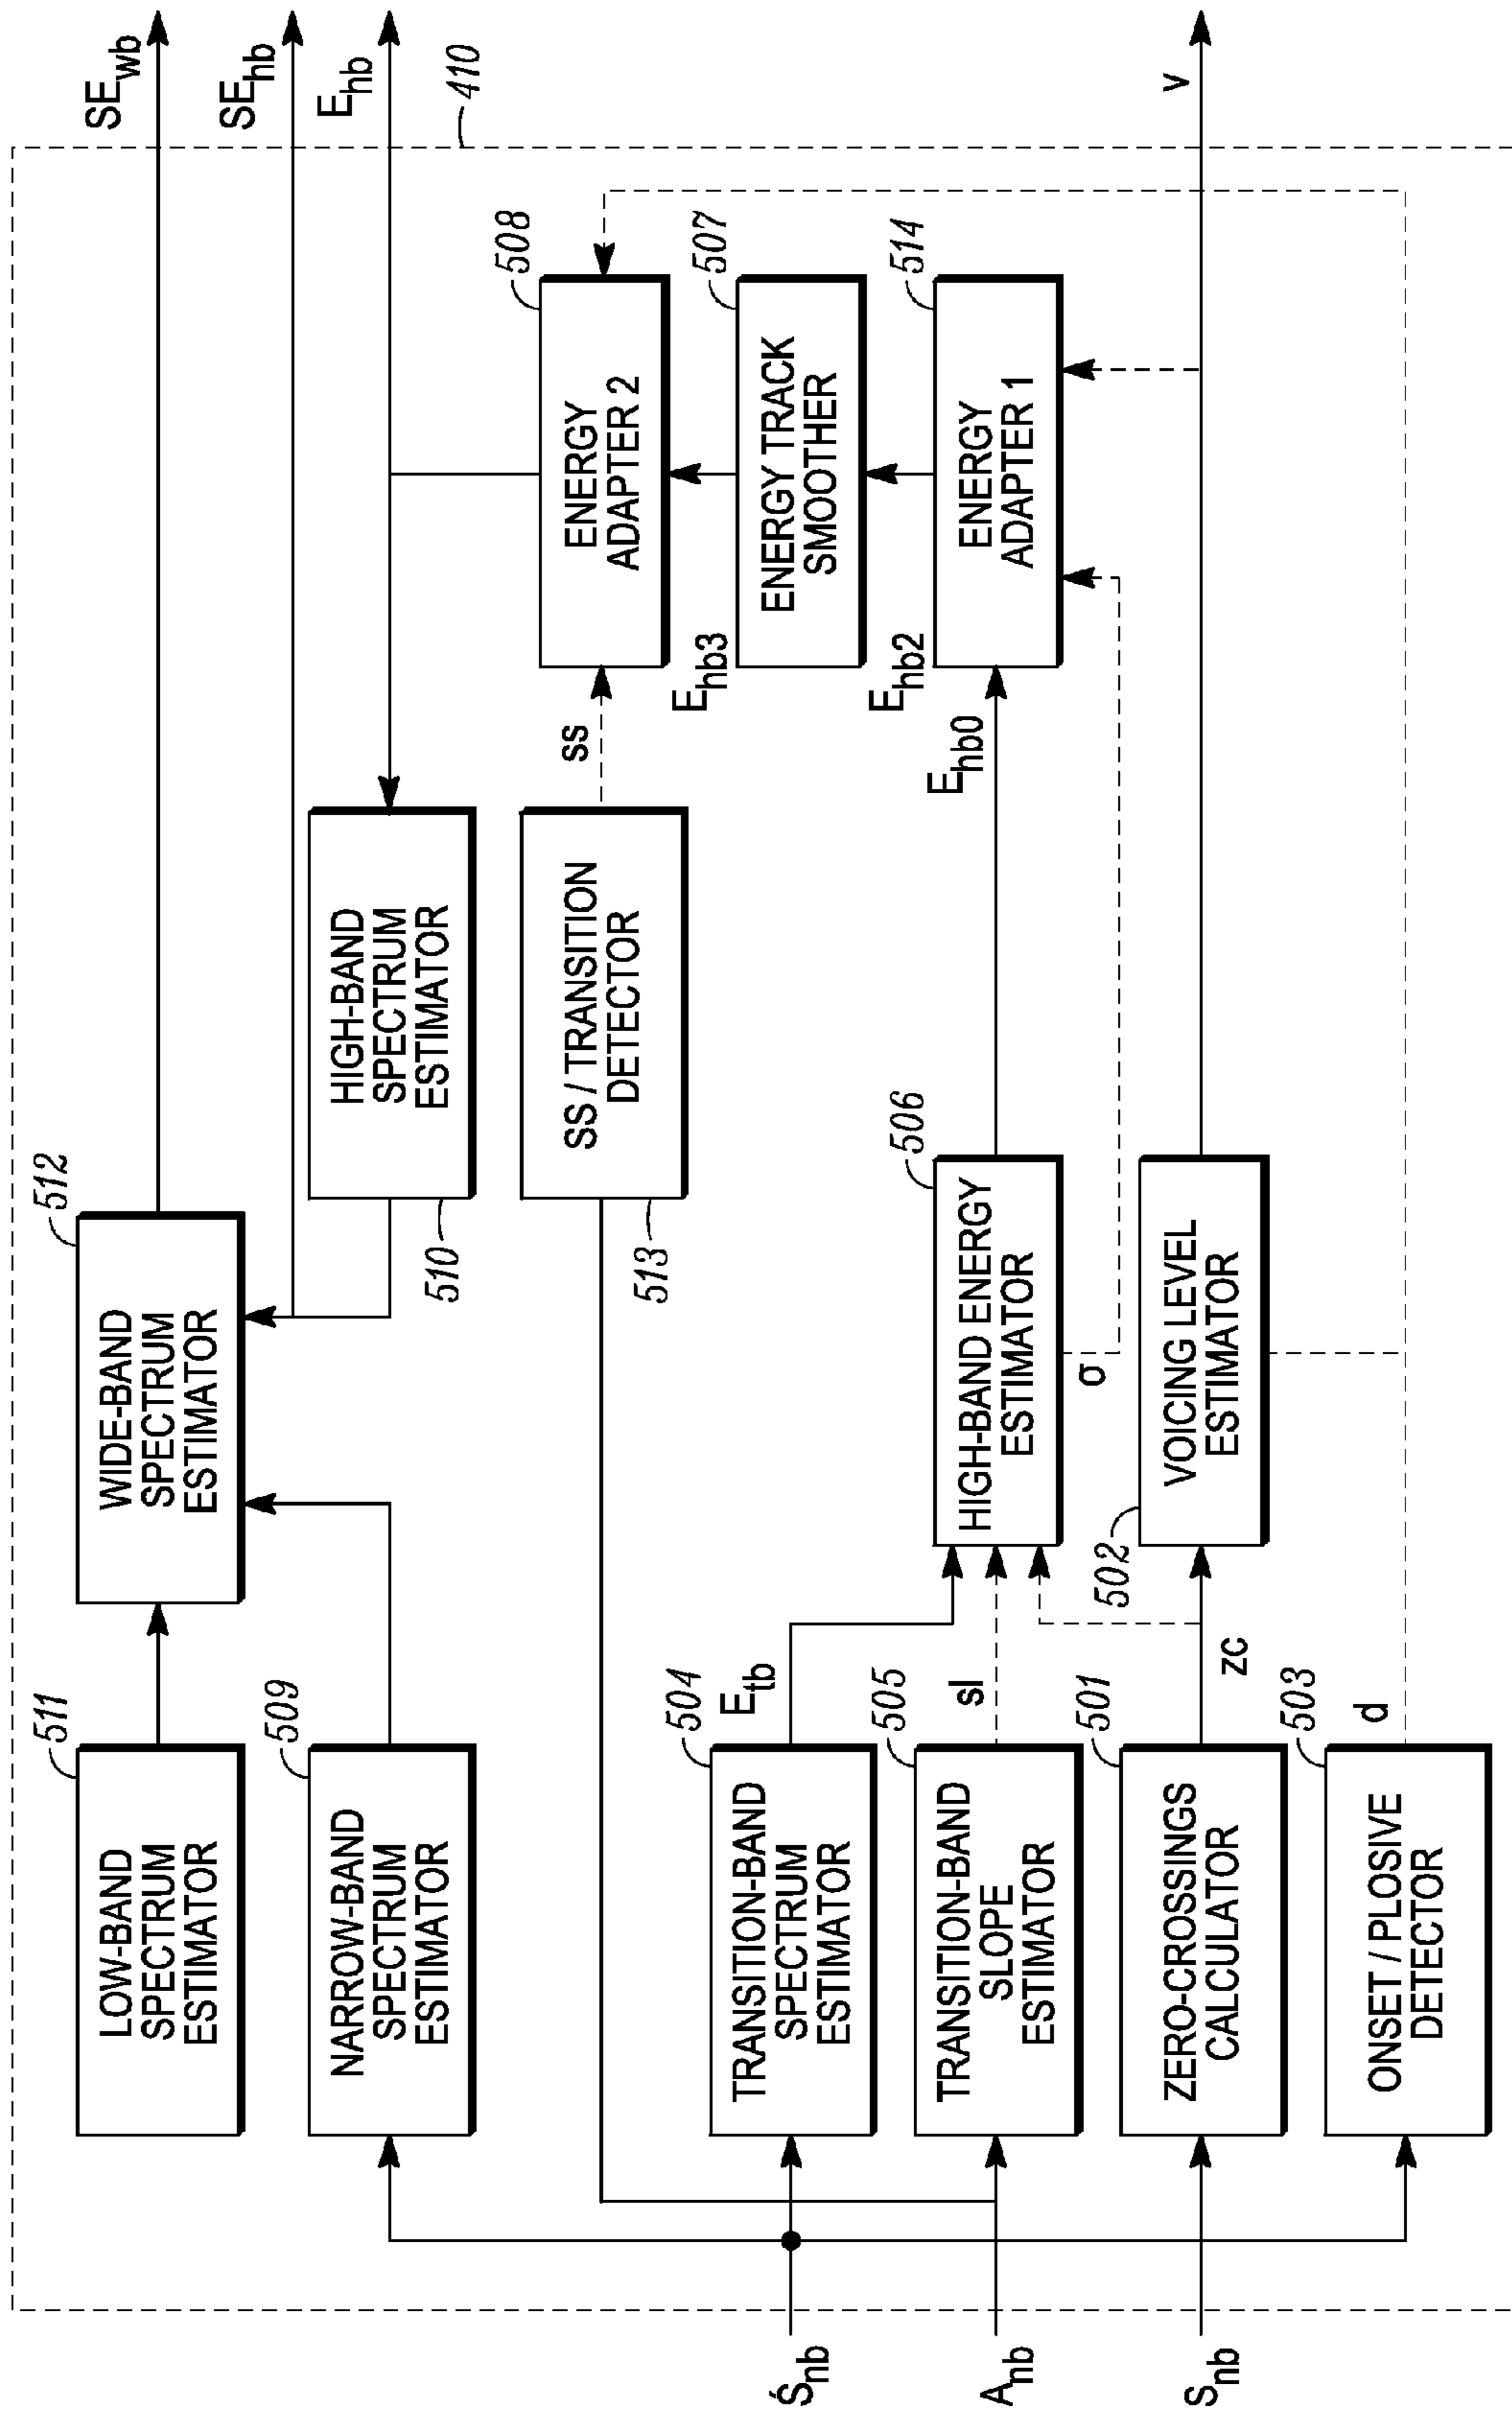 SE_wb
SE_hb
E_hb
410
512
WIDE-BAND
SPECTRUM
ESTIMATOR
511
LOW-BAND
SPECTRUM
ESTIMATOR
509
NARROW-BAND
SPECTRUM
ESTIMATOR
HIGH-BAND
SPECTRUM
ESTIMATOR
510
508
ENERGY
ADAPTER 2
SS / TRANSITION
DETECTOR
513
ss
E_hb3
507
ENERGY TRACK
SMOOTHER
E_hb2
514
ENERGY
ADAPTER 1
E_hb0
504
E_tb
TRANSITION-BAND
SPECTRUM
ESTIMATOR
505
sl
TRANSITION-BAND
SLOPE
ESTIMATOR
506
HIGH-BAND ENERGY
ESTIMATOR
σ
501
zc
ZERO-CROSSINGS
CALCULATOR
502
VOICING LEVEL
ESTIMATOR
v
503
d
ONSET / PLOSIVE
DETECTOR
Ś_nb
A_nb
S_nb